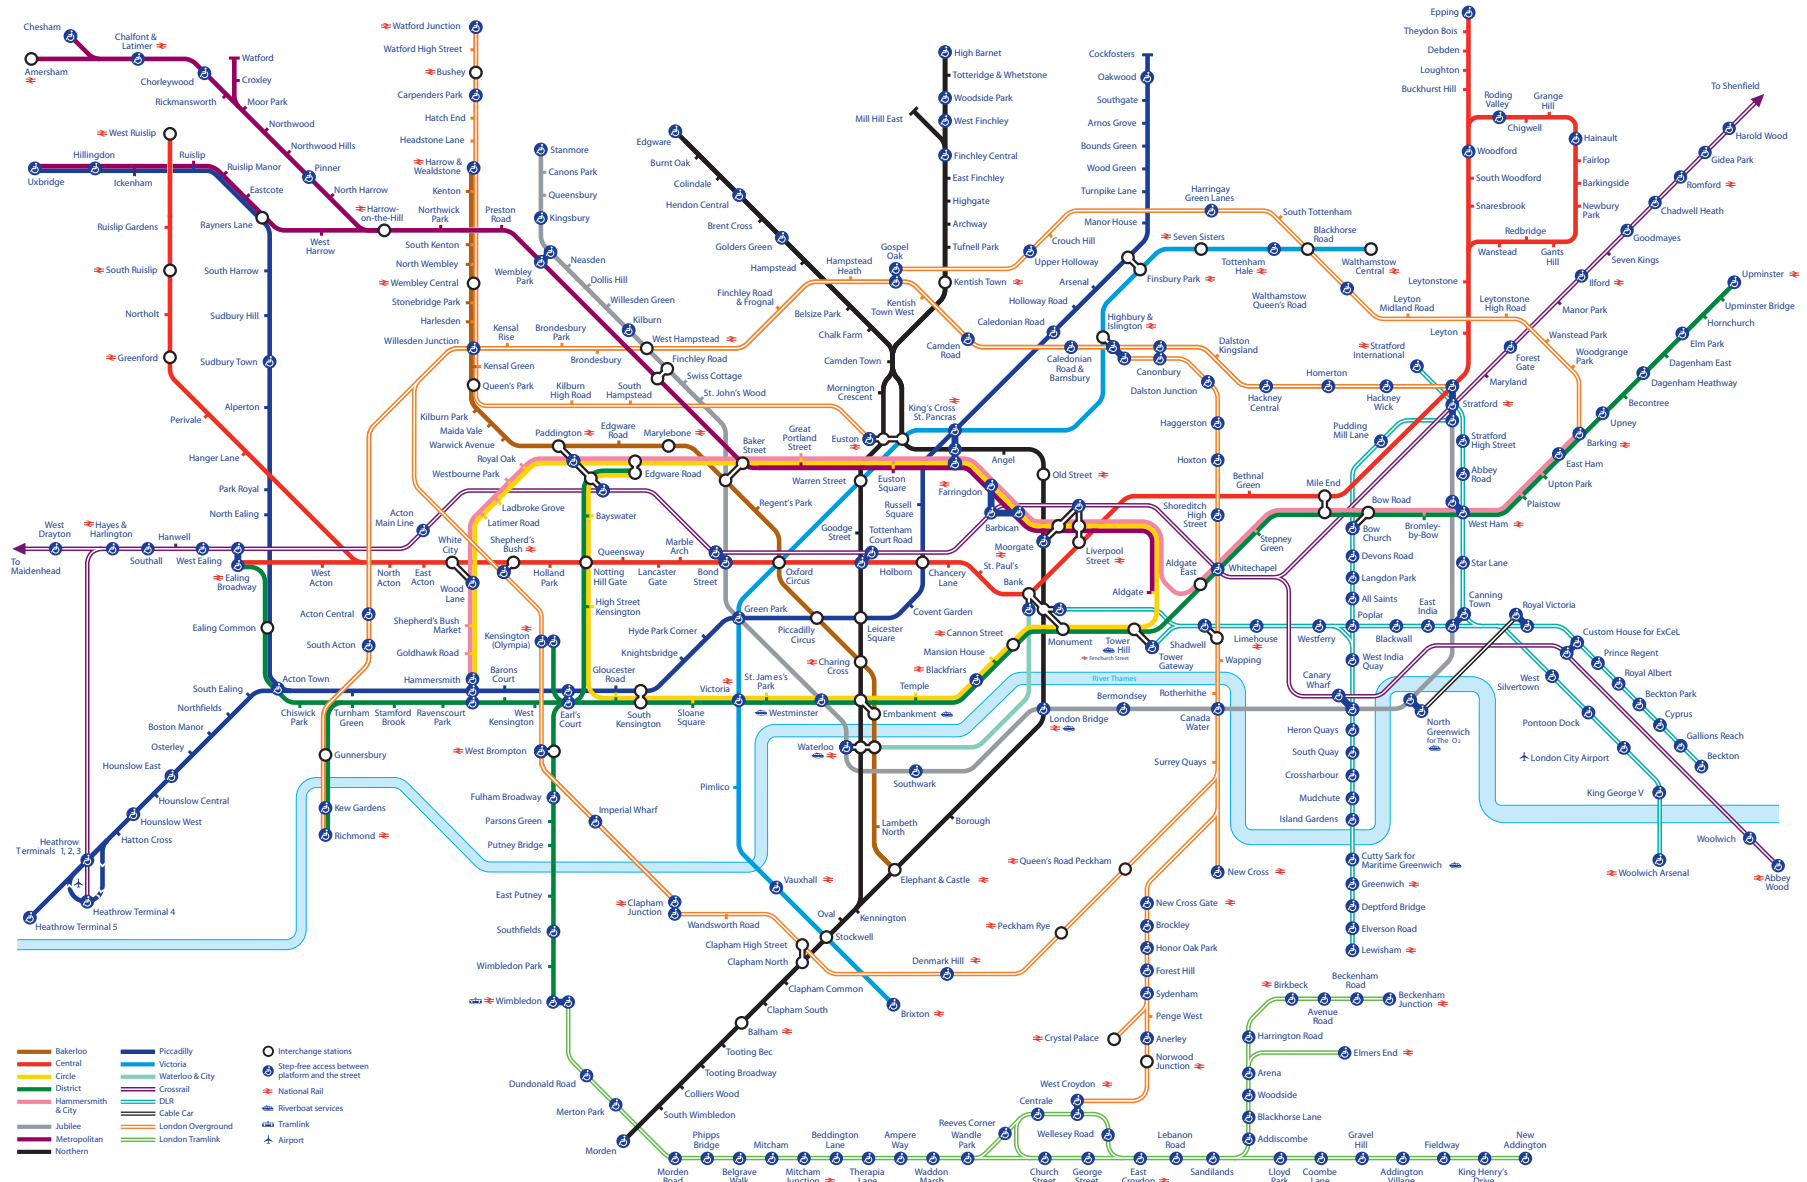 Chesham
Chalfont &
Latimer
Amersham
Chorleywood
Rickmansworth
Watford
Croxley
Moor Park
Northwood
Northwood Hills
Pinner
North Harrow
Harrow-
on-the-Hill
West Ruislip
Hillingdon
Uxbridge
Ickenham
Ruislip
Ruislip Manor
Eastcote
Rayners Lane
West
Harrow
Northwick
Park
Preston
Road
Ruislip Gardens
South Ruislip
Northolt
Greenford
Perivale
Hanger Lane
South Harrow
Sudbury Hill
Sudbury Town
Alperton
Park Royal
North Ealing
Watford Junction
Watford High Street
Bushey
Carpenders Park
Hatch End
Headstone Lane
Harrow &
Wealdstone
Kenton
South Kenton
North Wembley
Wembley Central
Stonebridge Park
Harlesden
Willesden Junction
Kensal Green
Queen's Park
Kilburn Park
Maida Vale
Warwick Avenue
Royal Oak
Westbourne Park
Stanmore
Canons Park
Queensbury
Kingsbury
Wembley
Park
Neasden
Dollis Hill
Willesden Green
Kilburn
West Hampstead
Finchley Road
Swiss Cottage
St. John's Wood
Kensal
Rise
Brondesbury
Park
Brondesbury
Kilburn
High Road
South
Hampstead
Finchley Road
& Frognal
Hampstead
Heath
Gospel
Oak
Kentish
Town West
Camden
Road
Edgware
Burnt Oak
Colindale
Hendon Central
Brent Cross
Golders Green
Hampstead
Belsize Park
Chalk Farm
Camden Town
Mornington
Crescent
Euston
High Barnet
Totteridge & Whetstone
Woodside Park
West Finchley
Mill Hill East
Finchley Central
East Finchley
Highgate
Archway
Tufnell Park
Kentish Town
Cockfosters
Oakwood
Southgate
Arnos Grove
Bounds Green
Wood Green
Turnpike Lane
Manor House
Finsbury Park
Arsenal
Holloway Road
Caledonian Road
Crouch Hill
Upper Holloway
Harringay
Green Lanes
South Tottenham
Seven Sisters
Tottenham
Hale
Blackhorse
Road
Walthamstow
Central
Walthamstow
Queen's Road
Leyton
Midland Road
Leytonstone
High Road
Wanstead Park
Woodgrange
Park
Epping
Theydon Bois
Debden
Loughton
Buckhurst Hill
Roding
Valley
Grange
Hill
Chigwell
Hainault
Fairlop
Barkingside
Newbury
Park
Woodford
South Woodford
Snaresbrook
Redbridge
Wanstead
Gants
Hill
Leytonstone
Leyton
To Shenfield
Harold Wood
Gidea Park
Romford
Chadwell Heath
Goodmayes
Seven Kings
Ilford
Manor Park
Forest
Gate
Maryland
Upminster
Upminster Bridge
Hornchurch
Elm Park
Dagenham East
Dagenham Heathway
Becontree
Upney
Barking
East Ham
Upton Park
Plaistow
West Ham
Stratford
International
Stratford
Stratford
High Street
Abbey
Road
Star Lane
Pudding
Mill Lane
Highbury &
Islington
Caledonian
Road &
Barnsbury
Canonbury
Dalston
Kingsland
Dalston Junction
Hackney
Central
Homerton
Hackney
Wick
Haggerston
Hoxton
Shoreditch
High Street
Bethnal
Green
Mile End
Bow Road
Bow
Church
Bromley-
by-Bow
Stepney
Green
Whitechapel
Paddington
Edgware
Road
Marylebone
Edgware Road
Baker
Street
Great
Portland
Street
King's Cross
St. Pancras
Angel
Old Street
Warren Street
Euston
Square
Farringdon
Barbican
Moorgate
Liverpool
Street
Regent's Park
Russell
Square
Goodge
Street
Tottenham
Court Road
Ladbroke Grove
Latimer Road
Bayswater
Shepherd's
Bush
White
City
Wood
Lane
Shepherd's Bush
Market
Goldhawk Road
Hammersmith
Holland
Park
Queensway
Notting
Hill Gate
Lancaster
Gate
Marble
Arch
Bond
Street
Oxford
Circus
Holborn
Chancery
Lane
St. Paul's
Bank
Aldgate
East
Aldgate
West
Drayton
Hayes &
Harlington
Hanwell
Southall
West Ealing
To
Maidenhead
Ealing
Broadway
Acton
Main Line
West
Acton
North
Acton
East
Acton
Acton Central
South Acton
Ealing Common
Acton Town
South Ealing
Northfields
Boston Manor
Osterley
Hounslow East
Hounslow Central
Hounslow West
Hatton Cross
Heathrow
Terminals 1, 2, 3
Heathrow Terminal 4
Heathrow Terminal 5
Chiswick
Park
Turnham
Green
Stamford
Brook
Ravenscourt
Park
Gunnersbury
Kew Gardens
Richmond
High Street
Kensington
Kensington
(Olympia)
Barons
Court
West
Kensington
Earl's
Court
Gloucester
Road
South
Kensington
Sloane
Square
Victoria
St. James's
Park
Westminster
Hyde Park Corner
Knightsbridge
Green Park
Piccadilly
Circus
Leicester
Square
Covent Garden
Charing
Cross
Embankment
Temple
Blackfriars
Mansion House
Cannon Street
Monument
Tower
Hill
Fenchurch Street
Tower
Gateway
Shadwell
Limehouse
Westferry
Poplar
Blackwall
East
India
Canning
Town
Royal Victoria
Custom House for ExCeL
Prince Regent
Royal Albert
Beckton Park
Cyprus
Gallions Reach
Beckton
West
Silvertown
Pontoon Dock
London City Airport
King George V
Woolwich Arsenal
Woolwich
Abbey
Wood
Devons Road
Langdon Park
All Saints
West India
Quay
Canary
Wharf
Heron Quays
South Quay
Crossharbour
Mudchute
Island Gardens
Cutty Sark for
Maritime Greenwich
Greenwich
Deptford Bridge
Elverson Road
Lewisham
North
Greenwich
for The O2
River Thames
Wapping
Rotherhithe
Canada
Water
Bermondsey
London Bridge
Surrey Quays
New Cross
Queen's Road Peckham
Peckham Rye
Denmark Hill
Waterloo
Southwark
Lambeth
North
Borough
Elephant & Castle
Kennington
Oval
Stockwell
Pimlico
Vauxhall
Brixton
Clapham High Street
Clapham North
Clapham Common
Clapham South
Balham
Tooting Bec
Tooting Broadway
Colliers Wood
South Wimbledon
Morden
West Brompton
Fulham Broadway
Parsons Green
Putney Bridge
East Putney
Southfields
Wimbledon Park
Wimbledon
Imperial Wharf
Clapham
Junction
Wandsworth Road
New Cross Gate
Brockley
Honor Oak Park
Forest Hill
Sydenham
Penge West
Crystal Palace
Anerley
Norwood
Junction
West Croydon
Dundonald Road
Merton Park
Morden
Road
Phipps
Bridge
Belgrave
Walk
Mitcham
Mitcham
Junction
Beddington
Lane
Therapia
Lane
Ampere
Way
Waddon
Marsh
Wandle
Park
Reeves Corner
Centrale
Church
Street
Wellesey Road
George
Street
East
Croydon
Lebanon
Road
Sandilands
Lloyd
Park
Coombe
Lane
Gravel
Hill
Addington
Village
Fieldway
King Henry's
Drive
New
Addington
Birkbeck
Avenue
Road
Beckenham
Road
Beckenham
Junction
Harrington Road
Elmers End
Arena
Woodside
Blackhorse Lane
Addiscombe
Bakerloo
Central
Circle
District
Hammersmith
& City
Jubilee
Metropolitan
Northern
Piccadilly
Victoria
Waterloo & City
Crossrail
DLR
Cable Car
London Overground
London Tramlink
Interchange stations
Step-free access between
platform and the street
National Rail
Riverboat services
Tramlink
Airport